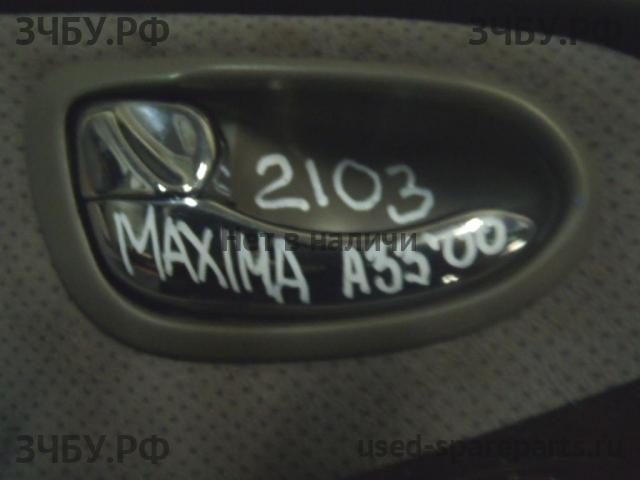 ЗЧБУ.РФ ЗЧБУ.РФ
2103
Нет в наличии
MAXIMA A33'00
ЗЧБУ.РФ used-spareparts.ru